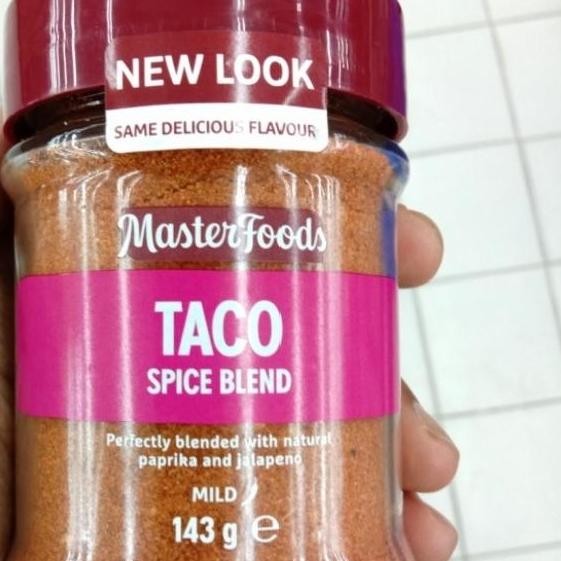 NEW LOOK
SAME DELICIOUS FLAVOUR
MasterFoods
TACO
SPICE BLEND
Perfectly blended with natural
paprika and jalapeno
MILD
143 g e